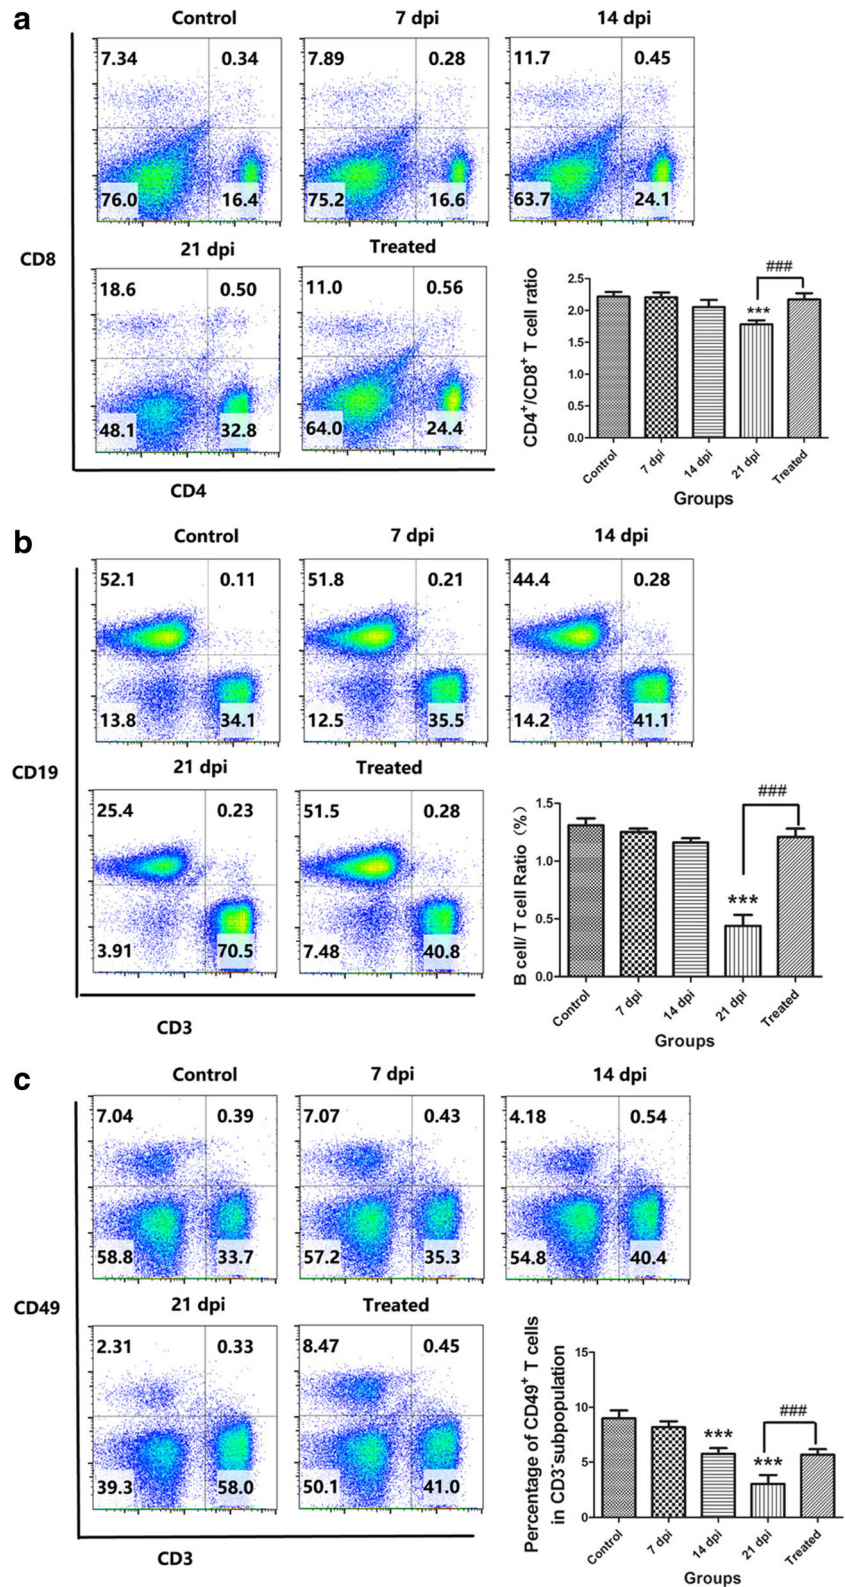 a
Control 7 dpi 14 dpi
7.34 0.34 7.89 0.28 11.7 0.45
76.0 16.4 75.2 16.6 63.7 24.1
21 dpi Treated
CD8
18.6 0.50 11.0 0.56
48.1 32.8 64.0 24.4
CD4
CD4+/CD8+ T cell ratio
2.5
2.0
1.5
1.0
0.5
0.0
###
***
Control 7 dpi 14 dpi 21 dpi Treated
Groups
b
Control 7 dpi 14 dpi
52.1 0.11 51.8 0.21 44.4 0.28
13.8 34.1 12.5 35.5 14.2 41.1
CD19
21 dpi Treated
25.4 0.23 51.5 0.28
3.91 70.5 7.48 40.8
CD3
B cell/ T cell Ratio (%)
1.5
1.0
0.5
0.0
###
***
Control 7 dpi 14 dpi 21 dpi Treated
Groups
c
Control 7 dpi 14 dpi
7.04 0.39 7.07 0.43 4.18 0.54
58.8 33.7 57.2 35.3 54.8 40.4
CD49
21 dpi Treated
2.31 0.33 8.47 0.45
39.3 58.0 50.1 41.0
CD3
Percentage of CD49+ T cells
in CD3-subpopulation
15
10
5
0
###
***
***
Control 7 dpi 14 dpi 21 dpi Treated
Groups